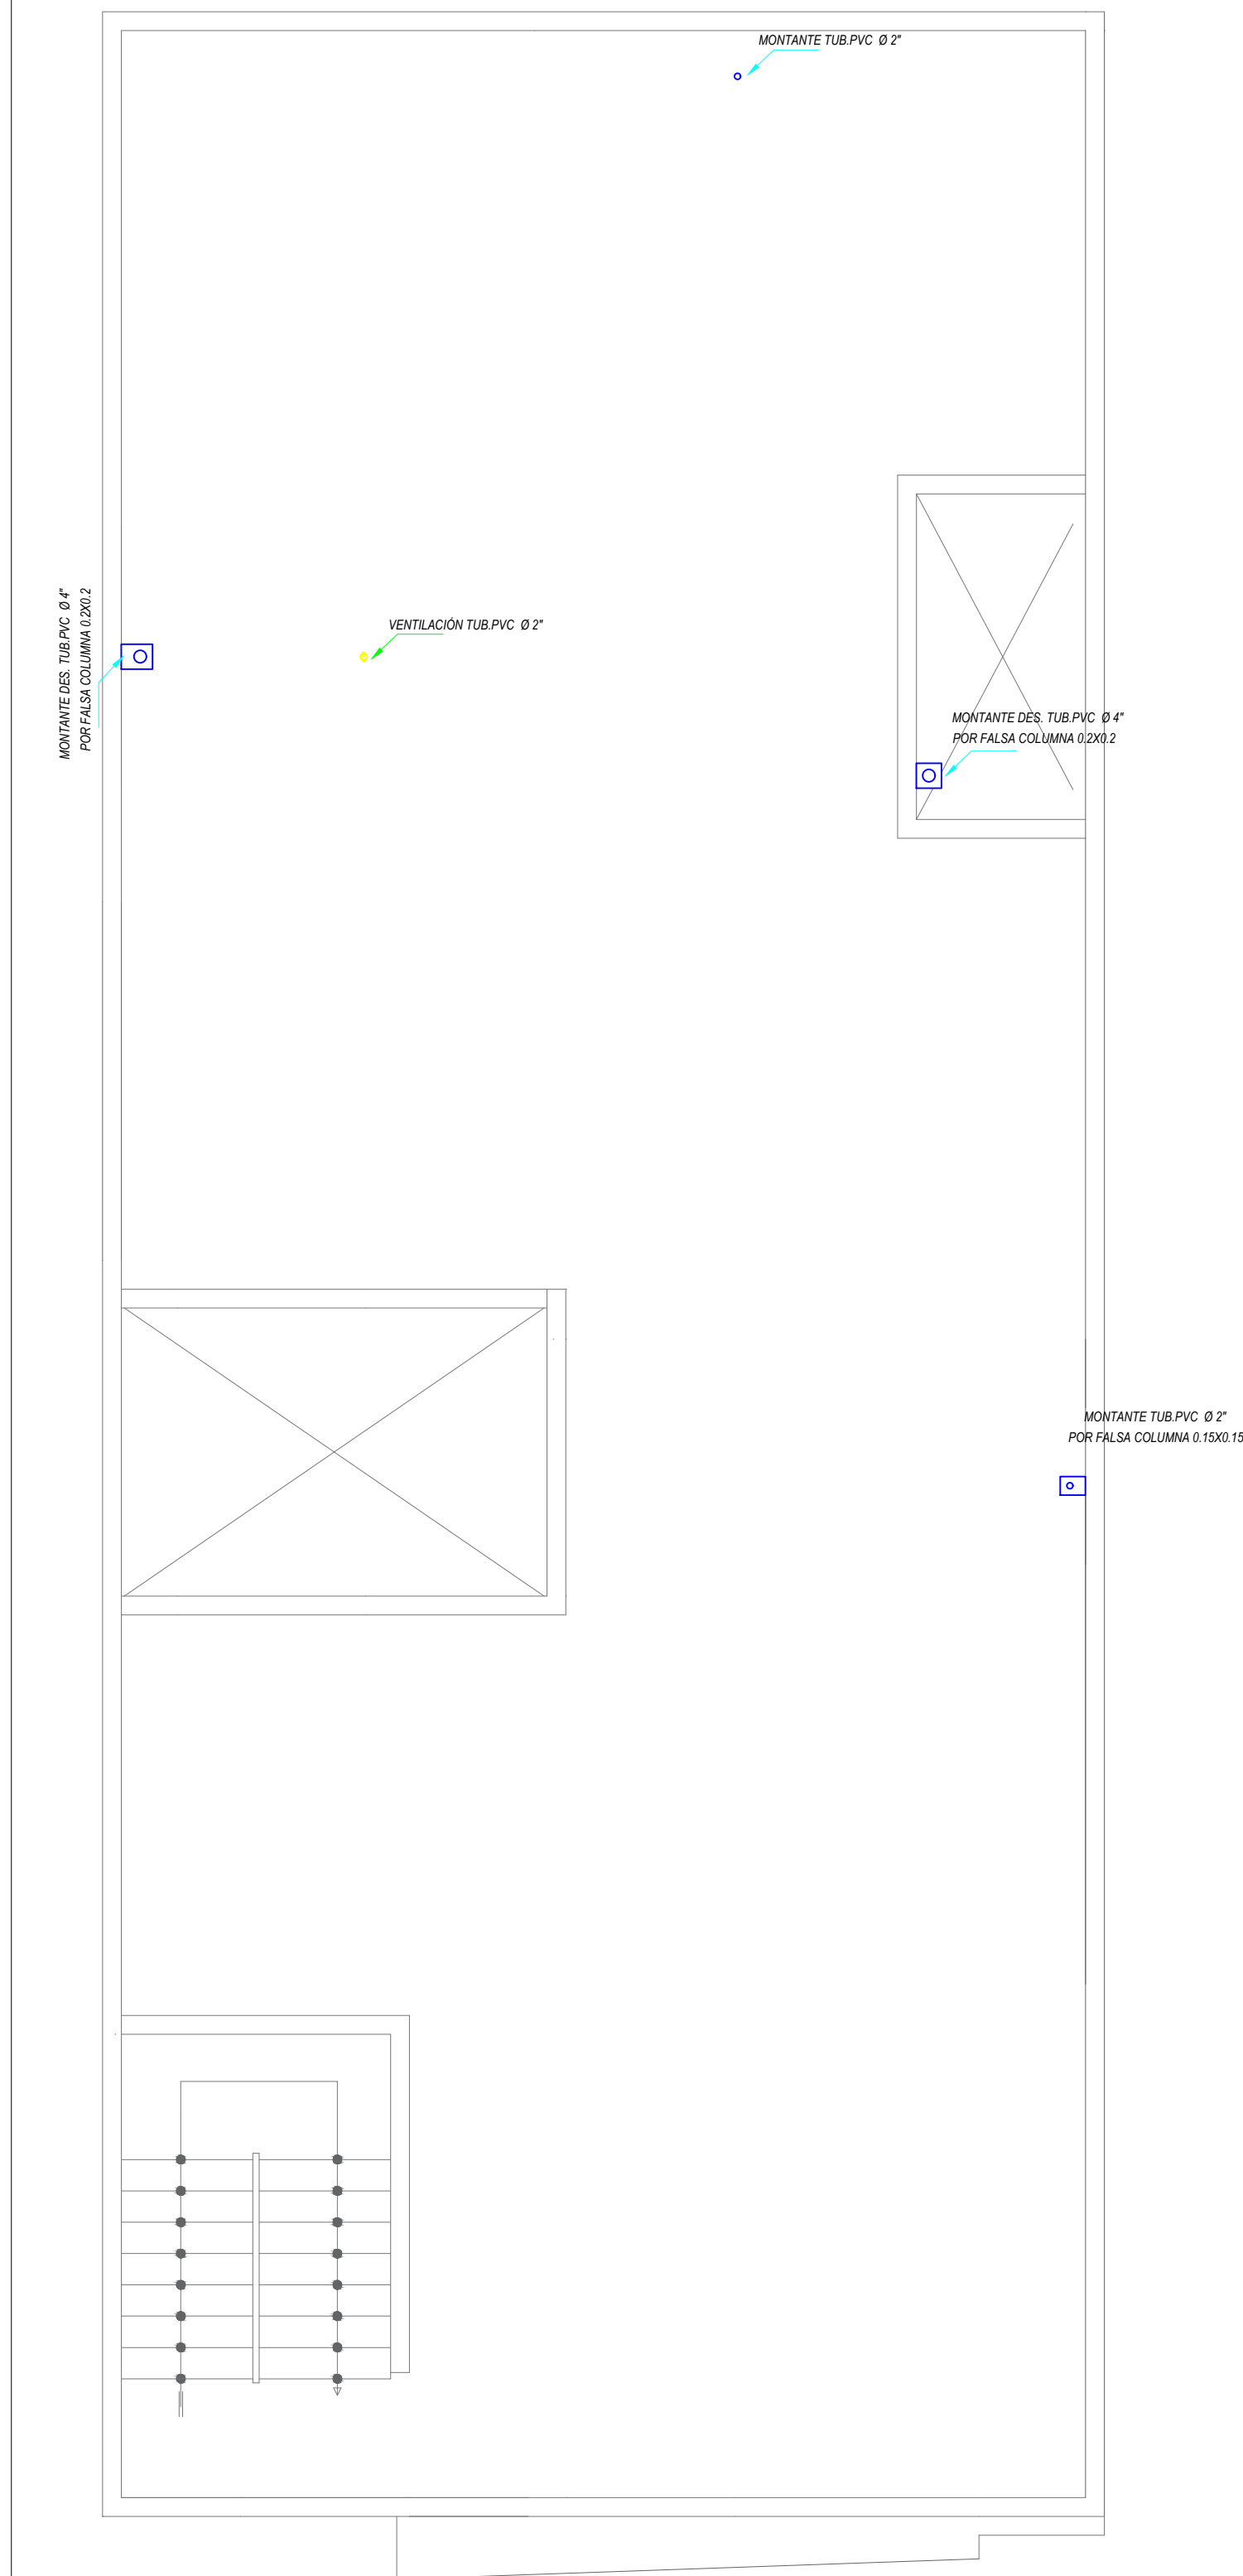 MONTANTE TUB.PVC Ø 2"
MONTANTE DES. TUB.PVC Ø 4"
POR FALSA COLUMNA 0.2X0.2
VENTILACIÓN TUB.PVC Ø 2"
MONTANTE DES. TUB.PVC Ø 4"
POR FALSA COLUMNA 0.2X0.2
MONTANTE TUB.PVC Ø 2"
POR FALSA COLUMNA 0.15X0.15